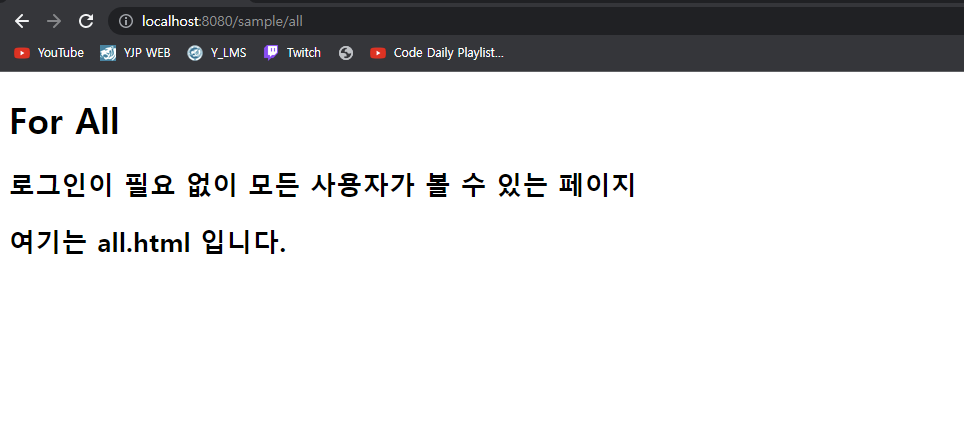 localhost:8080/sample/all
YouTube YJP WEB Y_LMS Twitch Code Daily Playlist...
For All
로그인이 필요 없이 모든 사용자가 볼 수 있는 페이지
여기는 all.html 입니다.